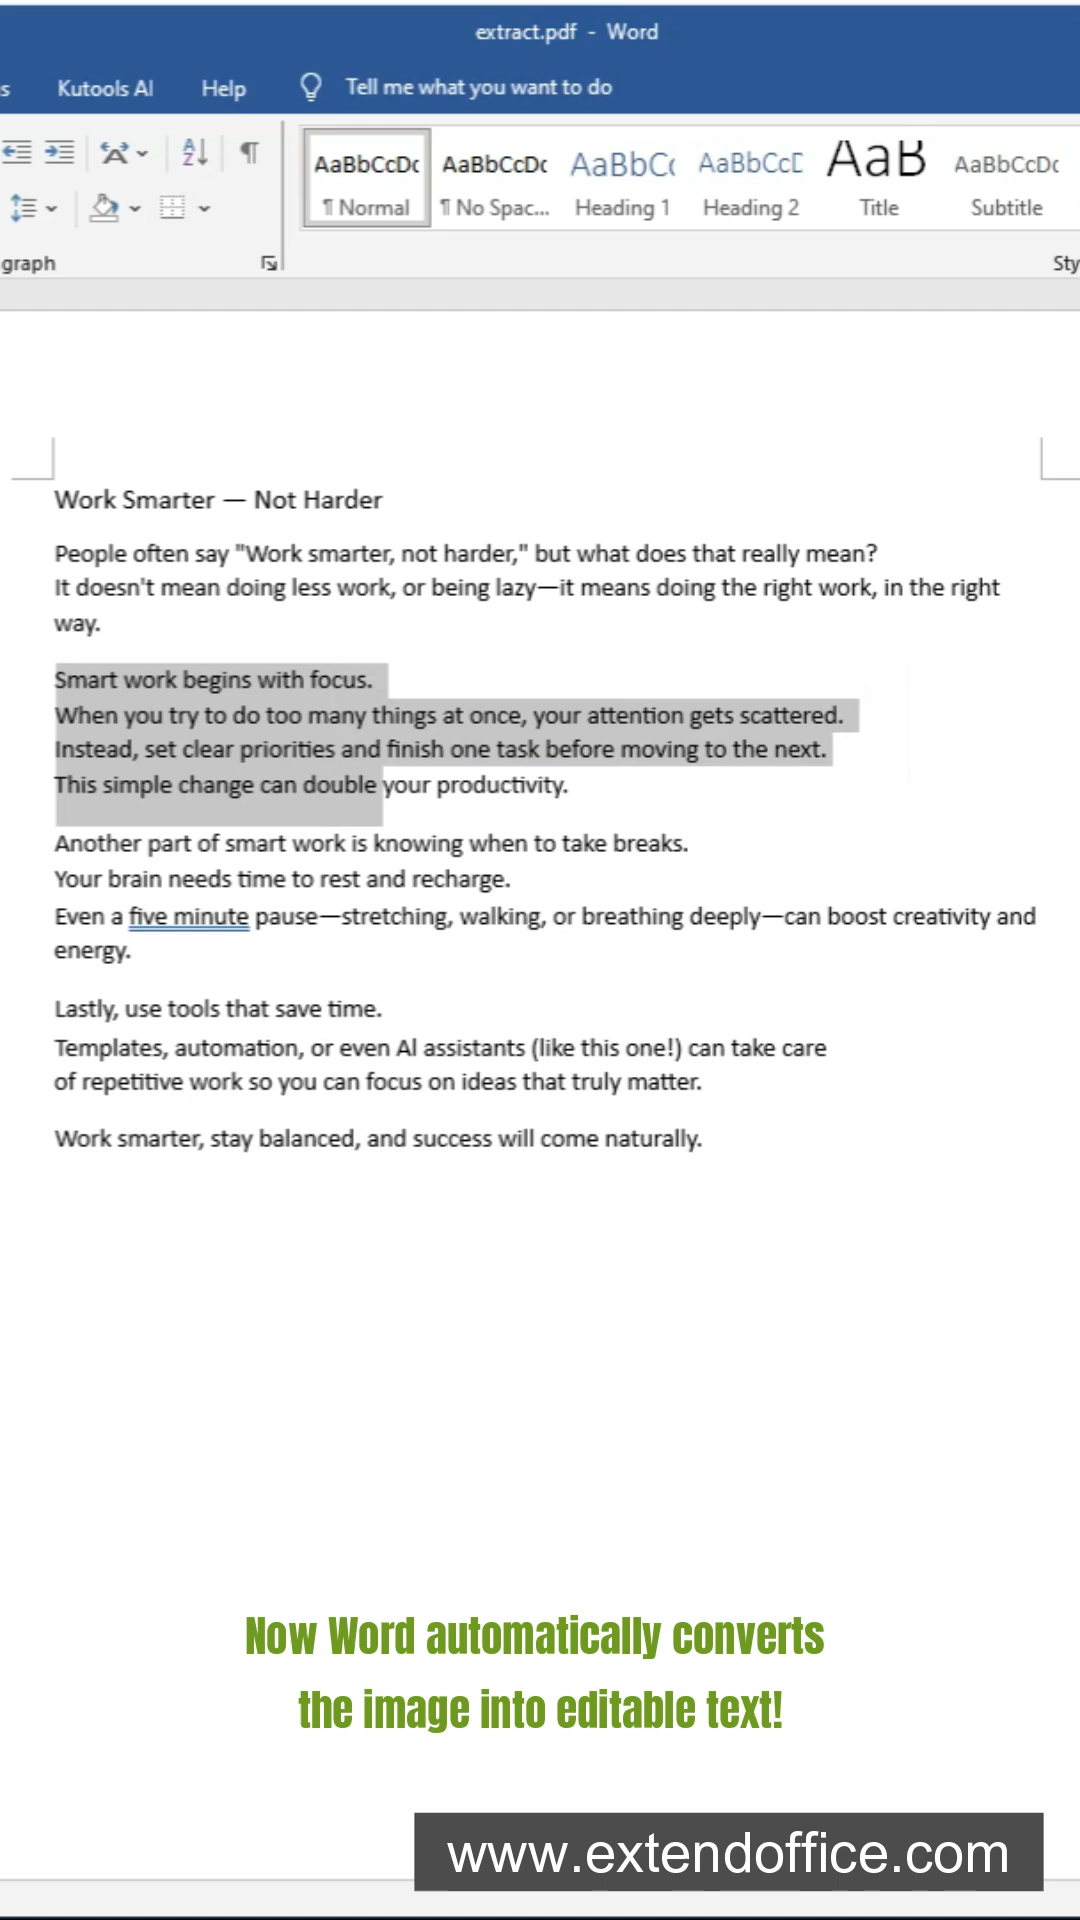 extract.pdf - Word
s Kutools AI Help Tell me what you want to do
AaBbCcDc AaBbCcDc AaBbC AaBbCcD AaB AaBbCcDc
¶ Normal ¶ No Spac... Heading 1 Heading 2 Title Subtitle
graph Sty
Work Smarter — Not Harder
People often say "Work smarter, not harder," but what does that really mean?
It doesn't mean doing less work, or being lazy—it means doing the right work, in the right
way.
Smart work begins with focus.
When you try to do too many things at once, your attention gets scattered.
Instead, set clear priorities and finish one task before moving to the next.
This simple change can double your productivity.
Another part of smart work is knowing when to take breaks.
Your brain needs time to rest and recharge.
Even a five minute pause—stretching, walking, or breathing deeply—can boost creativity and
energy.
Lastly, use tools that save time.
Templates, automation, or even Al assistants (like this one!) can take care
of repetitive work so you can focus on ideas that truly matter.
Work smarter, stay balanced, and success will come naturally.
Now Word automatically converts
the image into editable text!
www.extendoffice.com